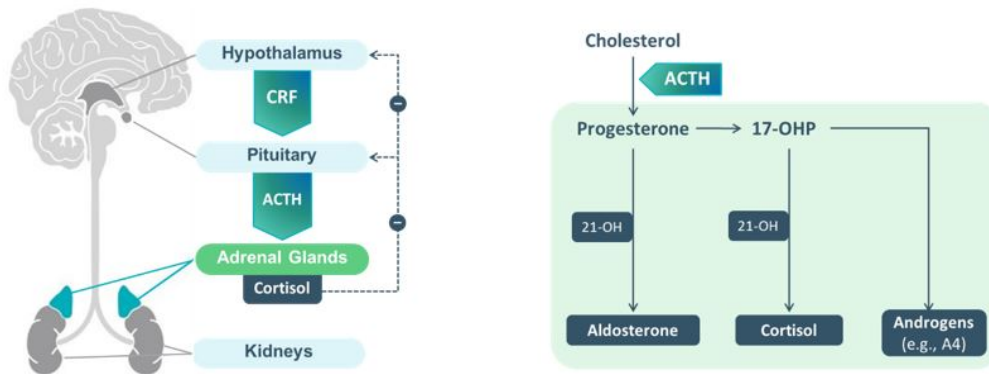 Hypothalamus
CRF
−
Pituitary
ACTH
−
Adrenal Glands
Cortisol
Kidneys
Cholesterol
ACTH
Progesterone
17-OHP
21-OH
21-OH
Aldosterone
Cortisol
Androgens
(e.g., A4)